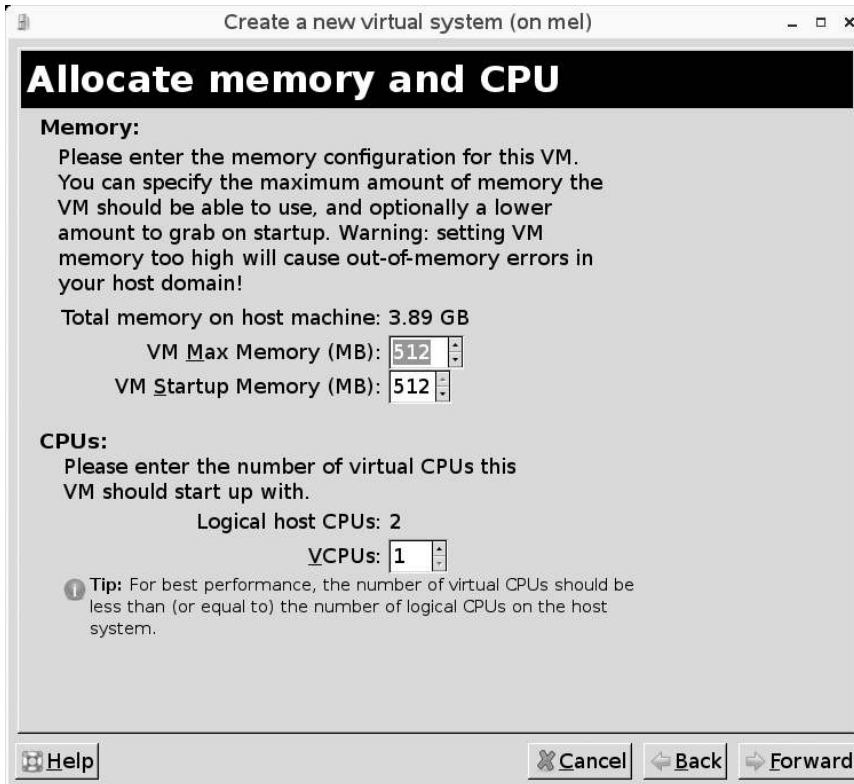 Create a new virtual system (on mel)
Allocate memory and CPU
Memory:
Please enter the memory configuration for this VM.
You can specify the maximum amount of memory the
VM should be able to use, and optionally a lower
amount to grab on startup. Warning: setting VM
memory too high will cause out-of-memory errors in
your host domain!
Total memory on host machine: 3.89 GB
VM Max Memory (MB): 512
VM Startup Memory (MB): 512
CPUs:
Please enter the number of virtual CPUs this
VM should start up with.
Logical host CPUs: 2
VCPUs: 1
Tip: For best performance, the number of virtual CPUs should be
less than (or equal to) the number of logical CPUs on the host
system.
Help Cancel Back Forward